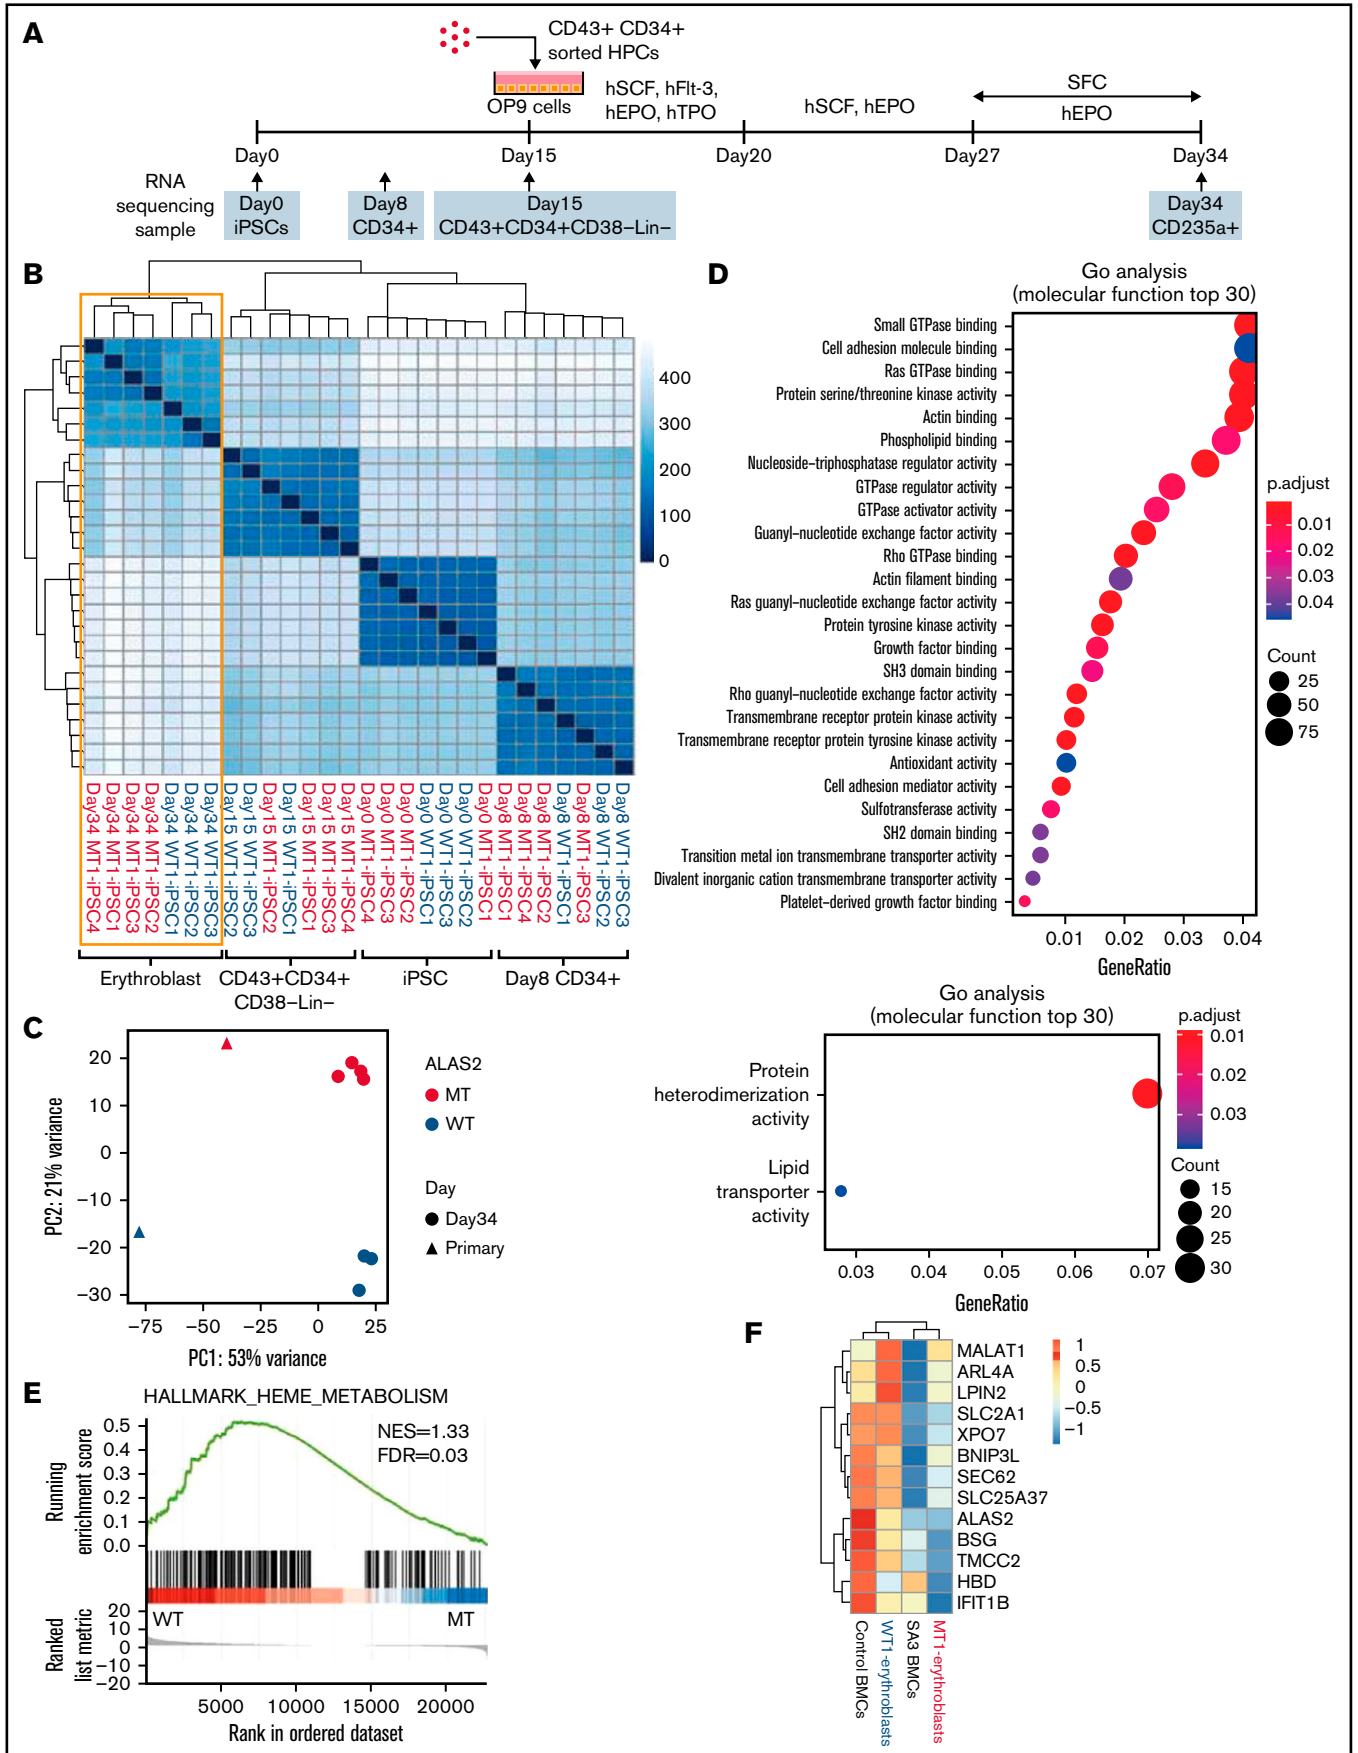 A
CD43+ CD34+
sorted HPCs
OP9 cells
hSCF, hFlt-3,
hEPO, hTPO
hSCF, hEPO
SFC
hEPO
Day0
Day15
Day20
Day27
Day34
RNA
sequencing
sample
Day0
iPSCs
Day8
CD34+
Day15
CD43+CD34+CD38−Lin−
Day34
CD235a+
B
400
300
200
100
0
Day34 MT1-iPSC4
Day34 MT1-iPSC1
Day34 MT1-iPSC3
Day34 MT1-iPSC2
Day34 WT1-iPSC1
Day34 WT1-iPSC2
Day34 WT1-iPSC3
Day15 WT1-iPSC2
Day15 WT1-iPSC3
Day15 MT1-iPSC2
Day15 WT1-iPSC1
Day15 MT1-iPSC1
Day15 MT1-iPSC3
Day15 MT1-iPSC4
Day0 MT1-iPSC4
Day0 MT1-iPSC3
Day0 MT1-iPSC2
Day0 WT1-iPSC1
Day0 WT1-iPSC3
Day0 WT1-iPSC2
Day0 MT1-iPSC1
Day8 MT1-iPSC1
Day8 MT1-iPSC4
Day8 MT1-iPSC2
Day8 WT1-iPSC1
Day8 MT1-iPSC3
Day8 WT1-iPSC2
Day8 WT1-iPSC3
Erythroblast
CD43+CD34+
CD38−Lin−
iPSC
Day8 CD34+
C
20
10
0
−10
−20
−30
PC2: 21% variance
−75
−50
−25
0
25
PC1: 53% variance
ALAS2
MT
WT
Day
Day34
Primary
D
Go analysis
(molecular function top 30)
Small GTPase binding
Cell adhesion molecule binding
Ras GTPase binding
Protein serine/threonine kinase activity
Actin binding
Phospholipid binding
Nucleoside−triphosphatase regulator activity
GTPase regulator activity
GTPase activator activity
Guanyl−nucleotide exchange factor activity
Rho GTPase binding
Actin filament binding
Ras guanyl−nucleotide exchange factor activity
Protein tyrosine kinase activity
Growth factor binding
SH3 domain binding
Rho guanyl−nucleotide exchange factor activity
Transmembrane receptor protein kinase activity
Transmembrane receptor protein tyrosine kinase activity
Antioxidant activity
Cell adhesion mediator activity
Sulfotransferase activity
SH2 domain binding
Transition metal ion transmembrane transporter activity
Divalent inorganic cation transmembrane transporter activity
Platelet−derived growth factor binding
0.01
0.02
0.03
0.04
GeneRatio
p.adjust
0.01
0.02
0.03
0.04
Count
25
50
75
Go analysis
(molecular function top 30)
Protein
heterodimerization
activity
Lipid
transporter
activity
0.03
0.04
0.05
0.06
0.07
GeneRatio
p.adjust
0.01
0.02
0.03
Count
15
20
25
30
E
HALLMARK_HEME_METABOLISM
NES=1.33
FDR=0.03
Running
enrichment score
0.5
0.4
0.3
0.2
0.1
0.0
WT
MT
Ranked
list metric
20
10
0
−10
−20
5000
10000
15000
20000
Rank in ordered dataset
F
MALAT1
ARL4A
LPIN2
SLC2A1
XPO7
BNIP3L
SEC62
SLC25A37
ALAS2
BSG
TMCC2
HBD
IFIT1B
1
0.5
0
−0.5
−1
Control BMCs
WT1-erythroblasts
SA3 BMCs
MT1-erythroblasts